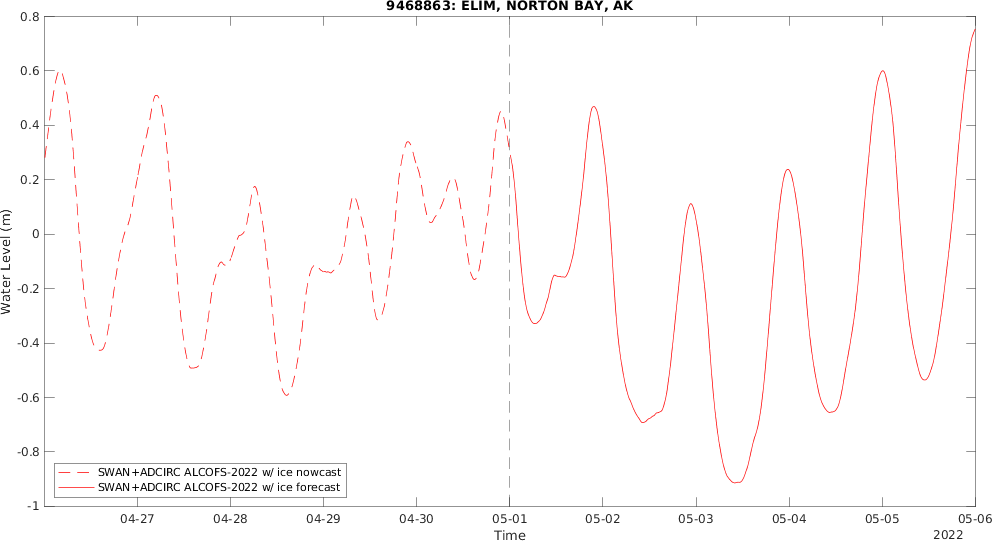 9468863: ELIM, NORTON BAY, AK
0.8
0.6
0.4
0.2
0
-0.2
-0.4
-0.6
-0.8
-1
Water Level (m)
SWAN+ADCIRC ALCOFS-2022 w/ ice nowcast
SWAN+ADCIRC ALCOFS-2022 w/ ice forecast
04-27 04-28 04-29 04-30 05-01 05-02 05-03 05-04 05-05 05-06
Time
2022